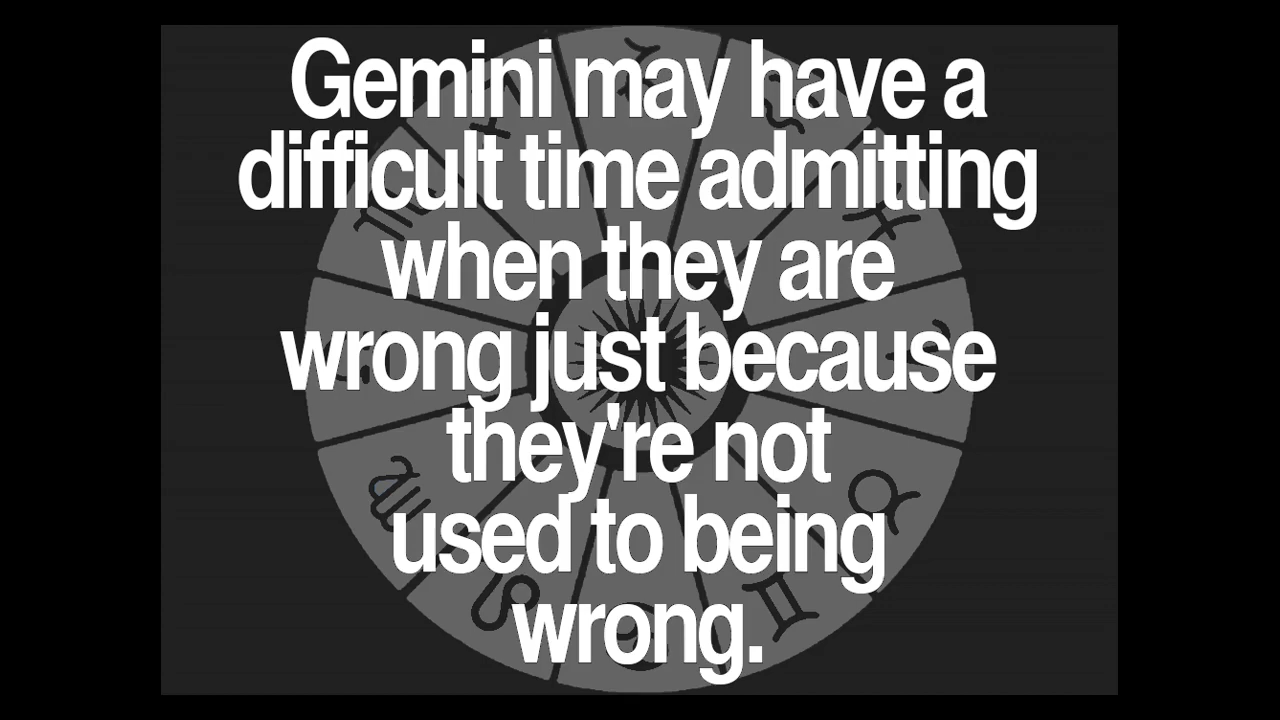 Gemini may have a
difficult time admitting
when they are
wrong just because
they're not
used to being
wrong.